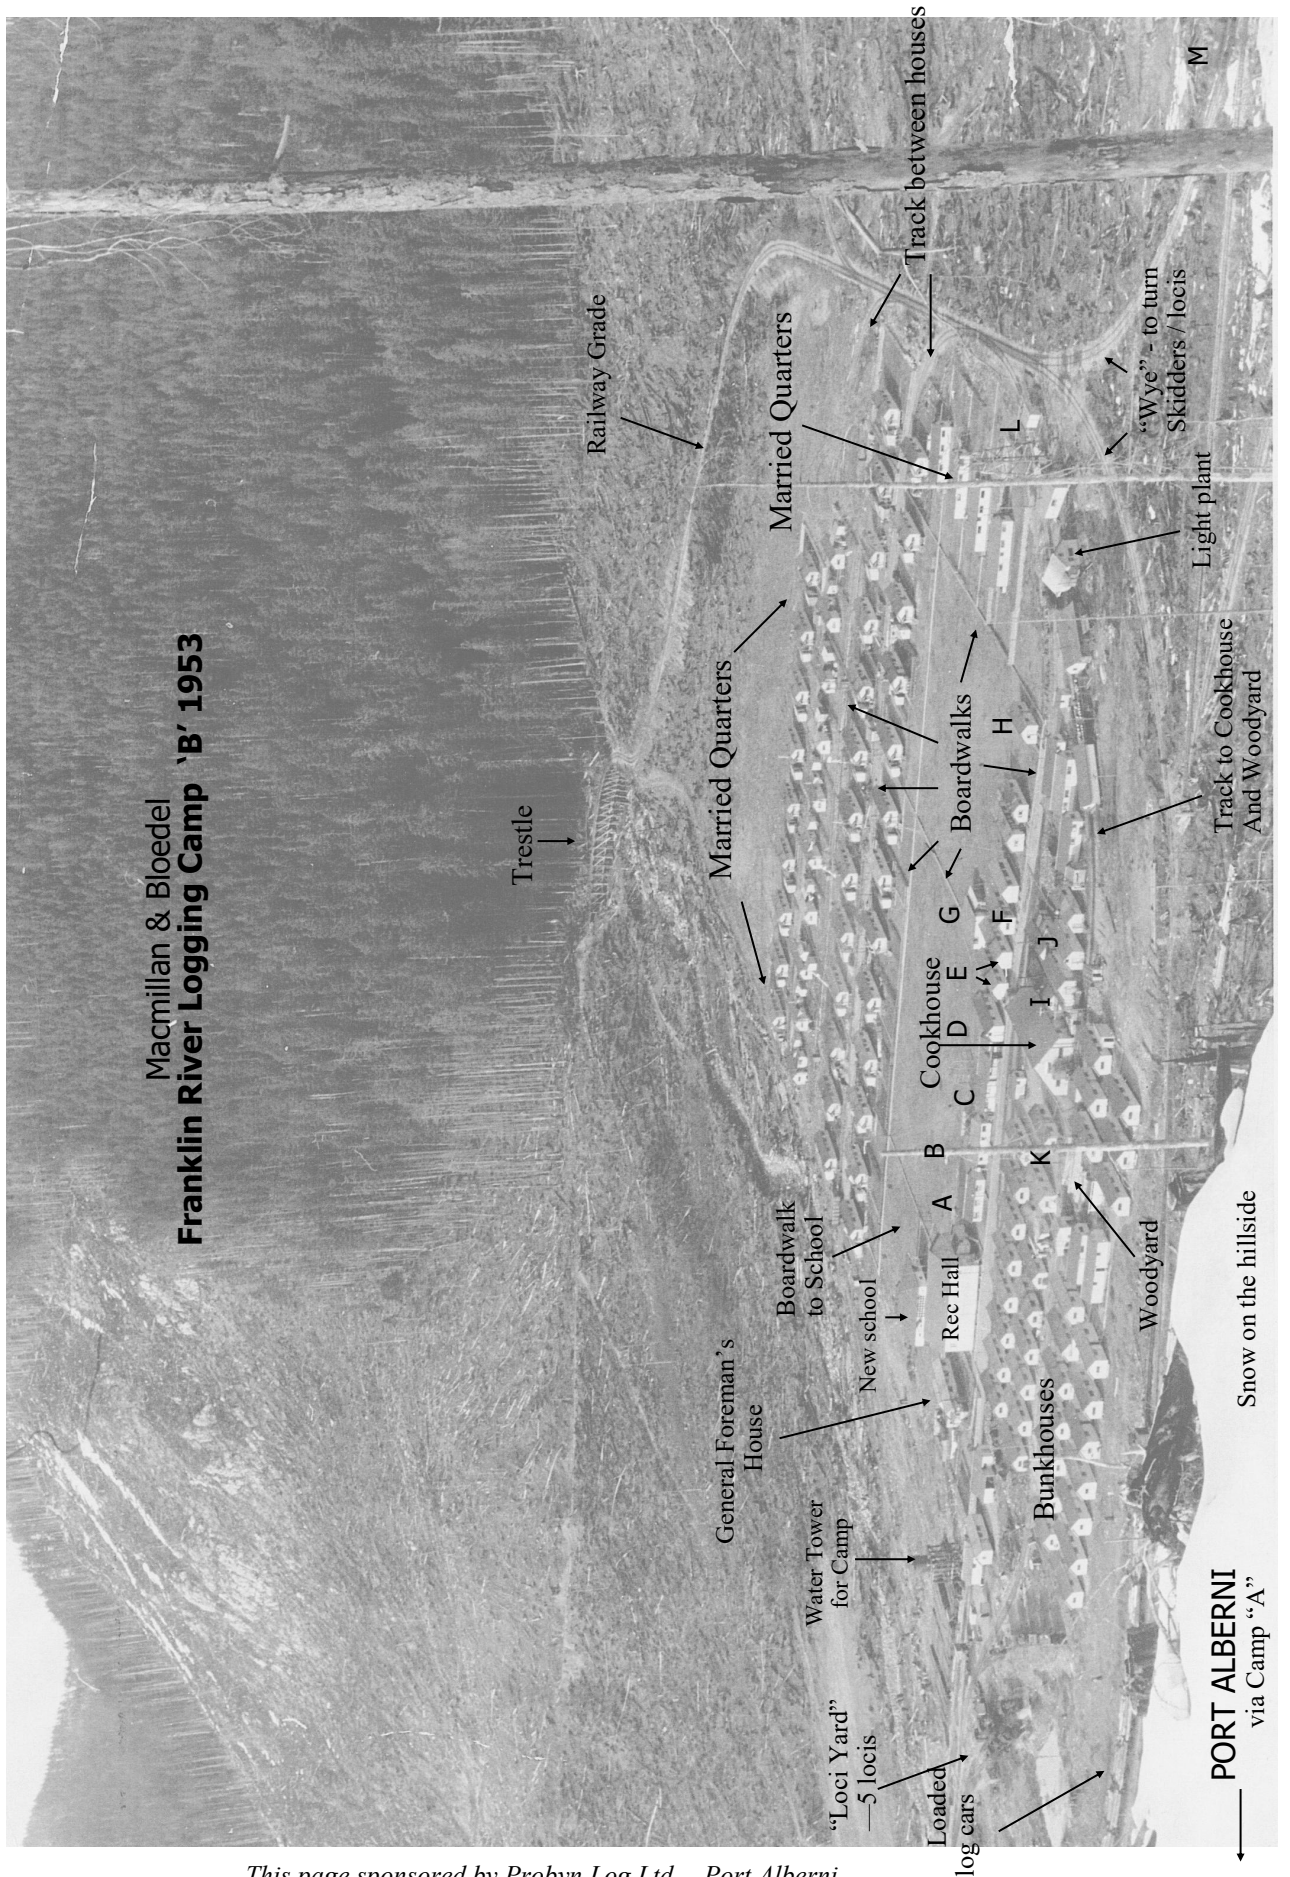 Macmillan & Bloedel
Franklin River Logging Camp ‘B’ 1953
Trestle
Railway Grade
Married Quarters
Married Quarters
Track between houses
M
General Foreman’s
House
Boardwalk
to School
Water Tower
for Camp
“Loci Yard”
—5 locis
New school
Rec Hall
Cookhouse
Boardwalks
A
B
C
D
E
F
G
H
I
J
K
L
Loaded
log cars
Bunkhouses
“Wye” - to turn
Skidders / locis
Light plant
Track to Cookhouse
And Woodyard
Woodyard
Snow on the hillside
PORT ALBERNI
via Camp “A”
This page sponsored by Probyn Log Ltd. - Port Alberni